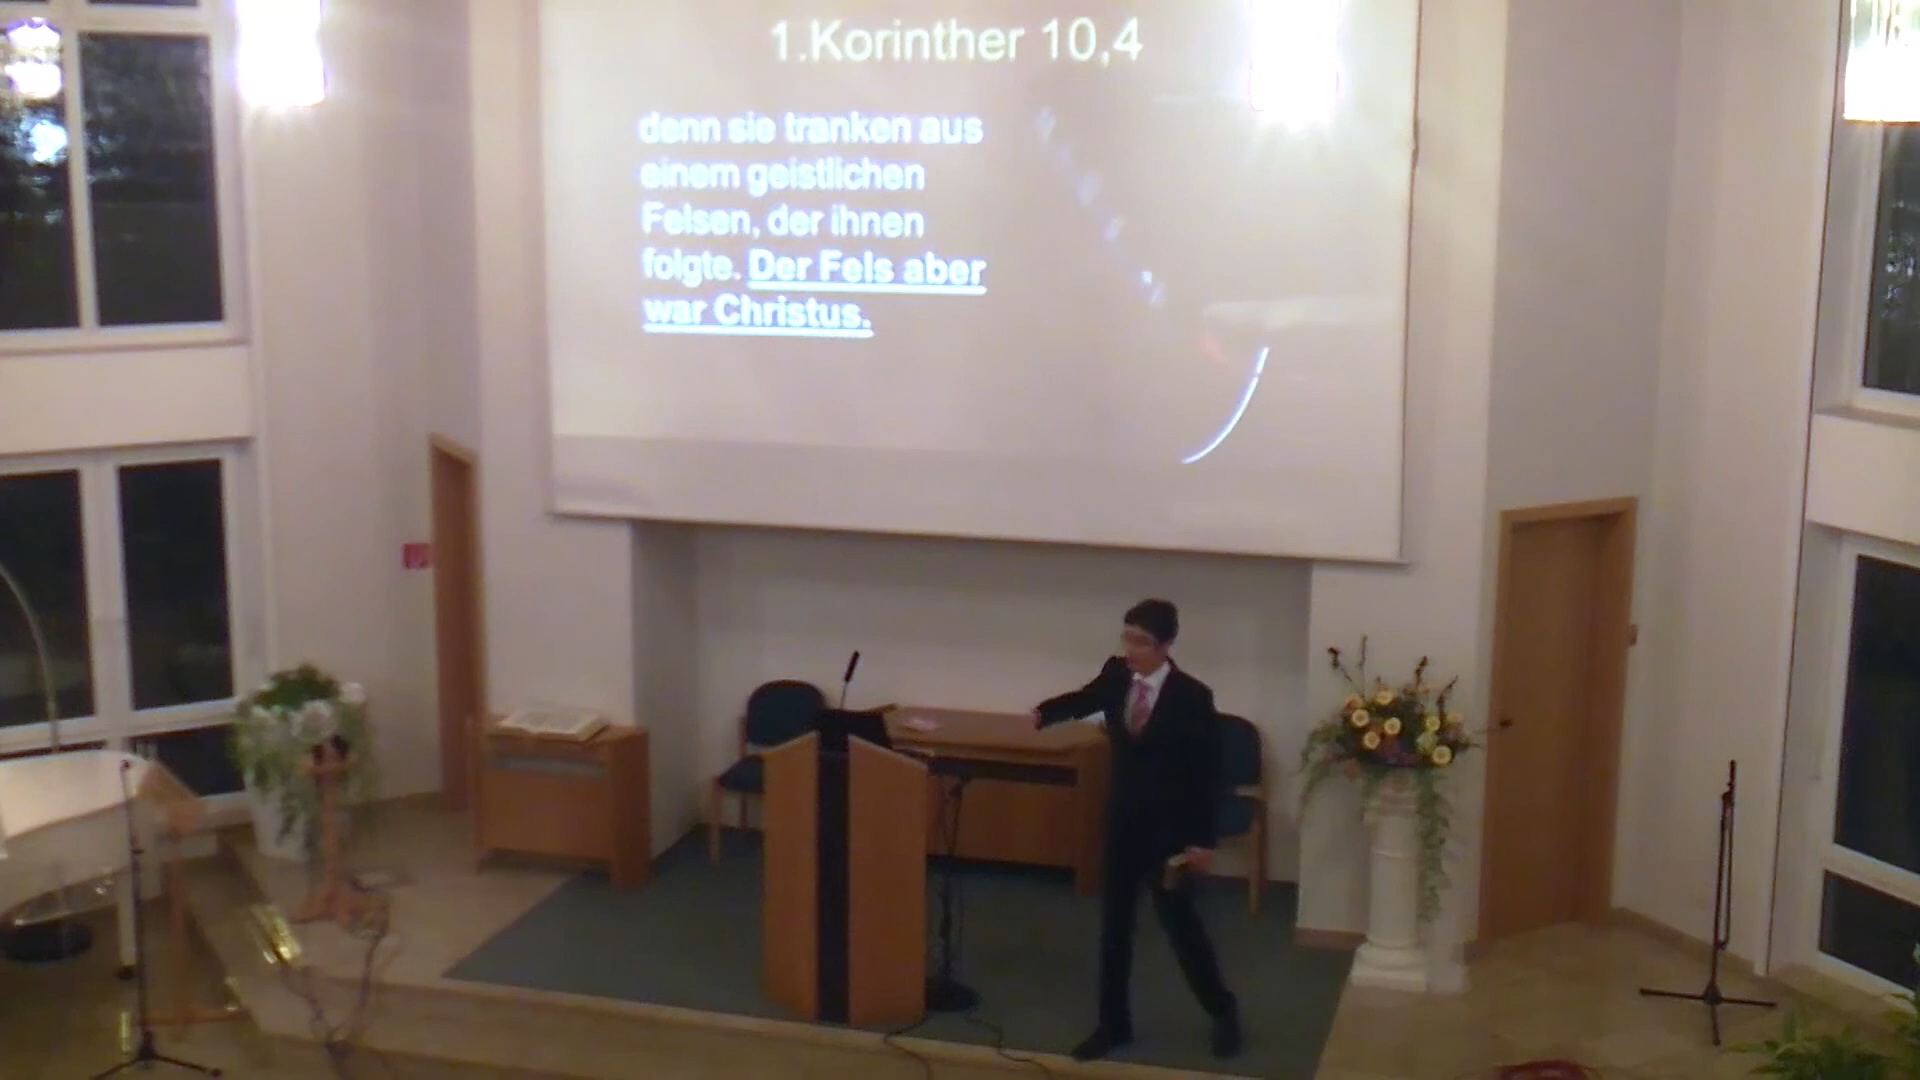 1.Korinther 10,4
denn sie tranken aus
einem geistlichen
Felsen, der ihnen
folgte. Der Fels aber
war Christus.